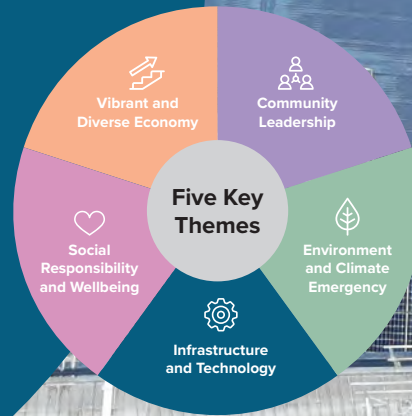 Vibrant and
Diverse Economy
Community
Leadership
Five Key
Themes
Social
Responsibility
and Wellbeing
Environment
and Climate
Emergency
Infrastructure
and Technology